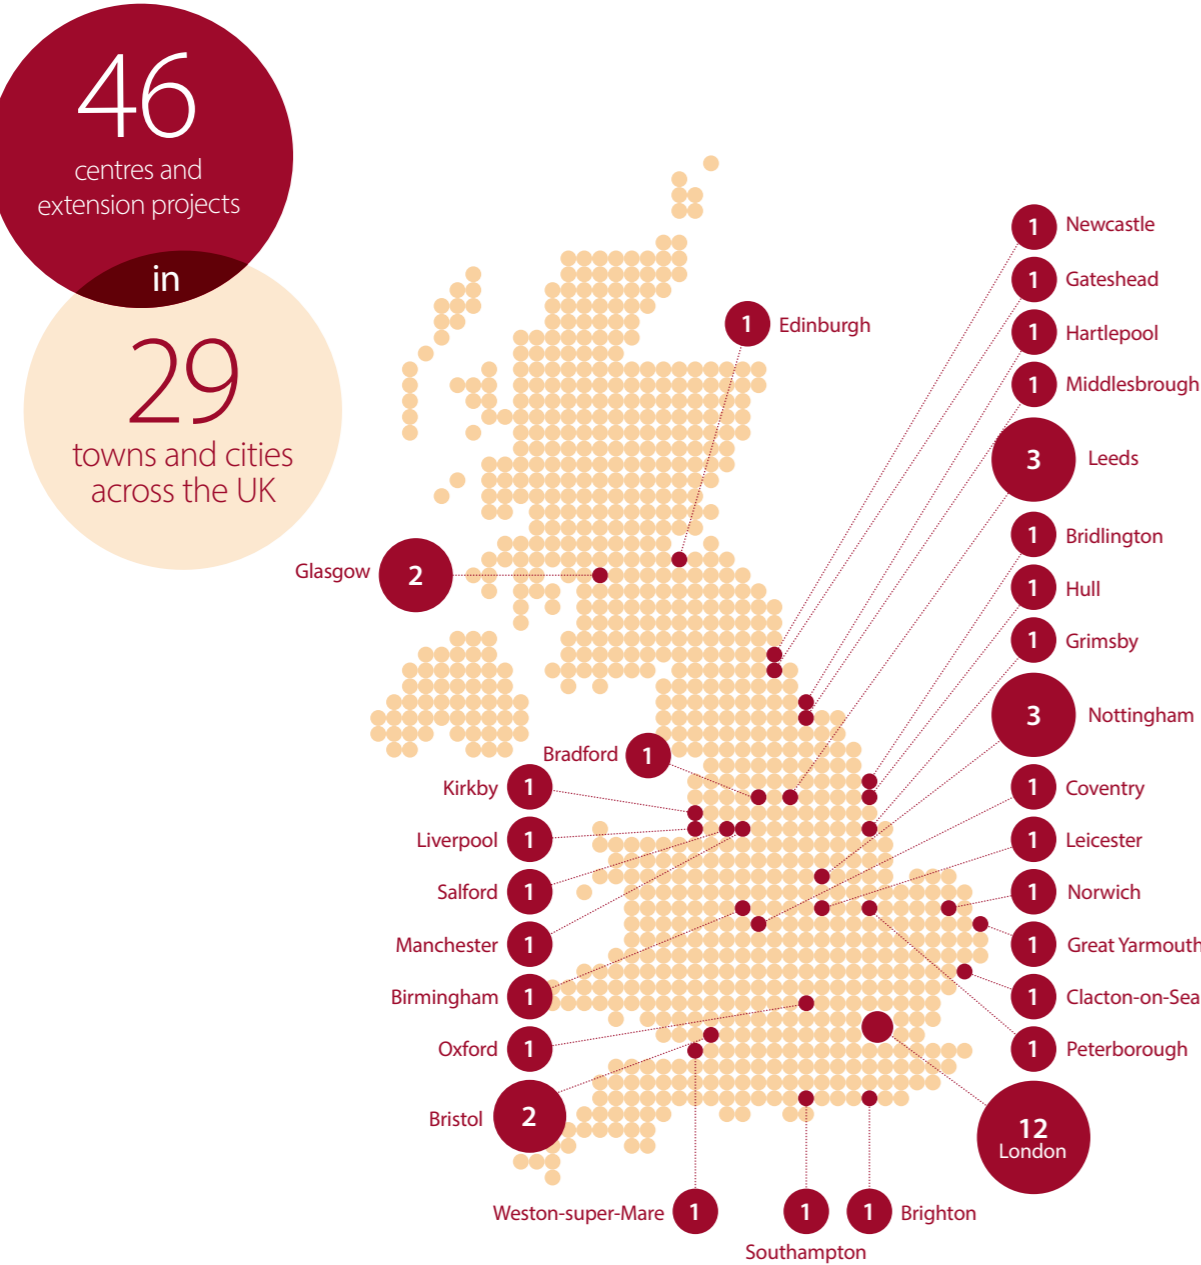 46
centres and
extension projects
in
29
towns and cities
across the UK
1 Edinburgh
Glasgow 2
1 Newcastle
1 Gateshead
1 Hartlepool
1 Middlesbrough
3 Leeds
1 Bridlington
1 Hull
1 Grimsby
3 Nottingham
1 Coventry
1 Leicester
1 Norwich
1 Great Yarmouth
1 Clacton-on-Sea
1 Peterborough
12
London
Bradford 1
Kirkby 1
Liverpool 1
Salford 1
Manchester 1
Birmingham 1
Oxford 1
Bristol 2
Weston-super-Mare 1
1
Southampton
1 Brighton